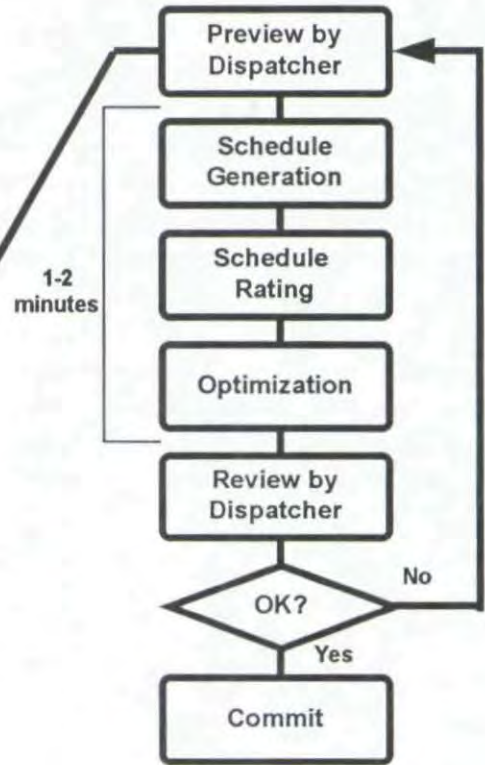 Preview by
Dispatcher
Schedule
Generation
Schedule
Rating
1-2
minutes
Optimization
Review by
Dispatcher
OK?
No
Yes
Commit